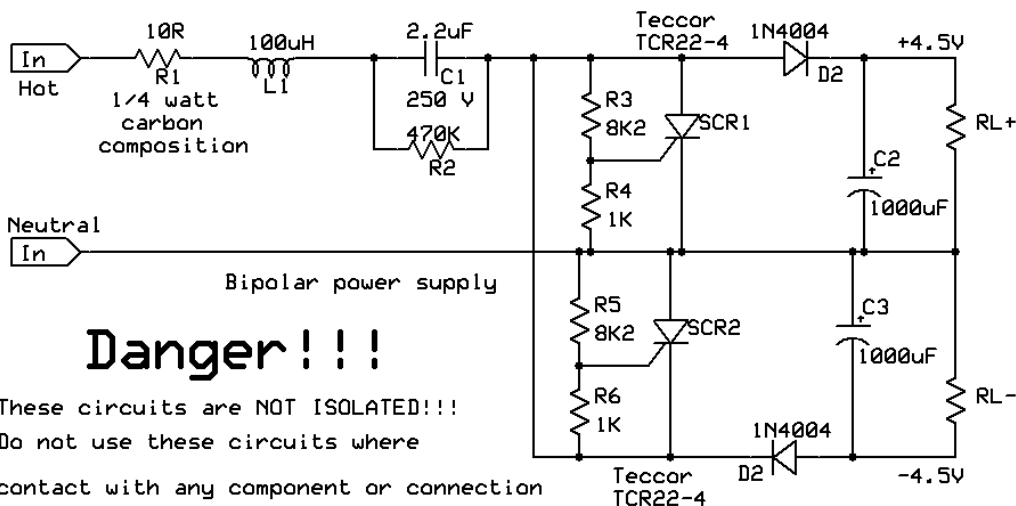 Teccor
TCR22-4
1N4004
D2
+4.5V
10R
R1
100uH
L1
2.2uF
C1
250 V
470K
R2
In
Hot
1/4 watt
carbon
composition
R3
8K2
SCR1
RL+
R4
1K
C2
+
1000uF
Neutral
In
Bipolar power supply
R5
8K2
SCR2
C3
+
1000uF
Danger!!!
R6
1K
RL-
These circuits are NOT ISOLATED!!!
Do not use these circuits where
contact with any component or connection
1N4004
D2
-4.5V
Teccor
TCR22-4